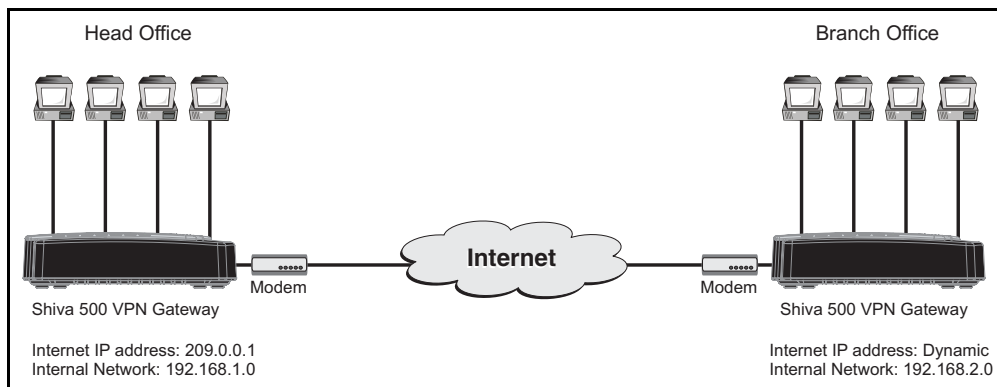 Head Office
Branch Office
Internet
Modem
Modem
Shiva 500 VPN Gateway
Shiva 500 VPN Gateway
Internet IP address: 209.0.0.1
Internal Network: 192.168.1.0
Internet IP address: Dynamic
Internal Network: 192.168.2.0